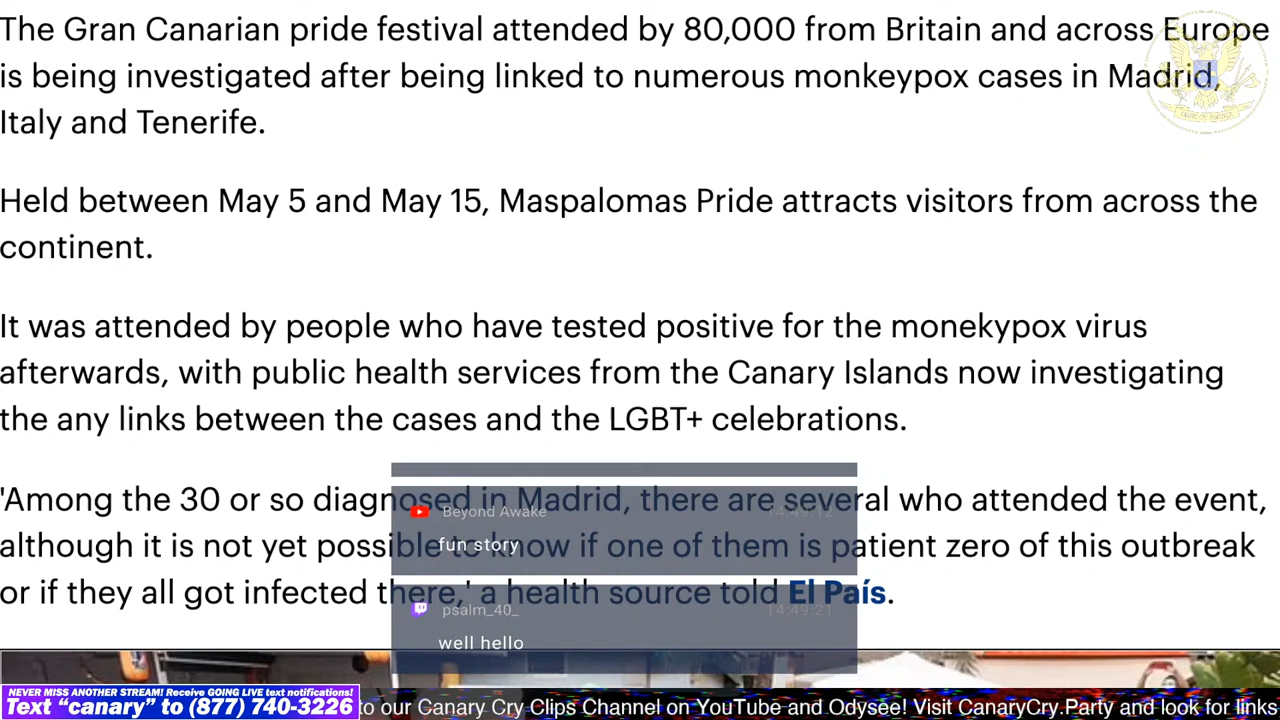 The Gran Canarian pride festival attended by 80,000 from Britain and across Europe
is being investigated after being linked to numerous monkeypox cases in Madrid,
Italy and Tenerife.
Held between May 5 and May 15, Maspalomas Pride attracts visitors from across the
continent.
It was attended by people who have tested positive for the monekypox virus
afterwards, with public health services from the Canary Islands now investigating
the any links between the cases and the LGBT+ celebrations.
'Among the 30 or so diagnosed in Madrid, there are several who attended the event,
although it is not yet possible to know if one of them is patient zero of this outbreak
or if they all got infected there,' a health source told El País.
Beyond Awake 14:49:12
fun story
psalm_40_ 14:49:21
well hello
NEVER MISS ANOTHER STREAM! Receive GOING LIVE text notifications!
Text “canary” to (877) 740-3226
to our Canary Cry Clips Channel on YouTube and Odysee! Visit CanaryCry.Party and look for links